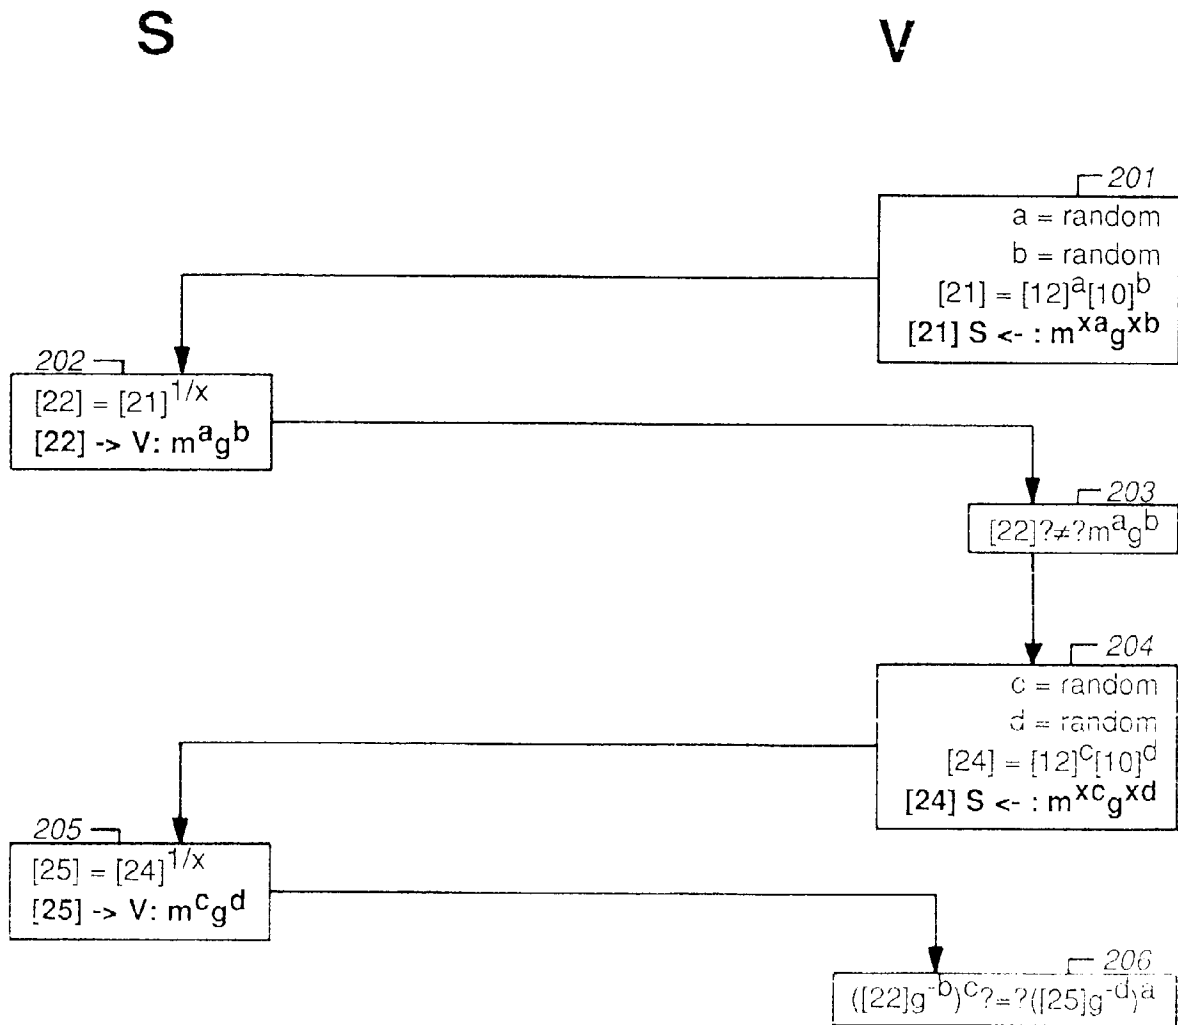 S
V
201
a = random
b = random
[21] = [12]^a[10]^b
[21] S <- : m^xa g^xb
202
[22] = [21]^1/x
[22] -> V: m^a g^b
203
[22]?≠?m^a g^b
204
c = random
d = random
[24] = [12]^c[10]^d
[24] S <- : m^xc g^xd
205
[25] = [24]^1/x
[25] -> V: m^c g^d
206
([22]g^-b)^c?=?([25]g^-d)^a